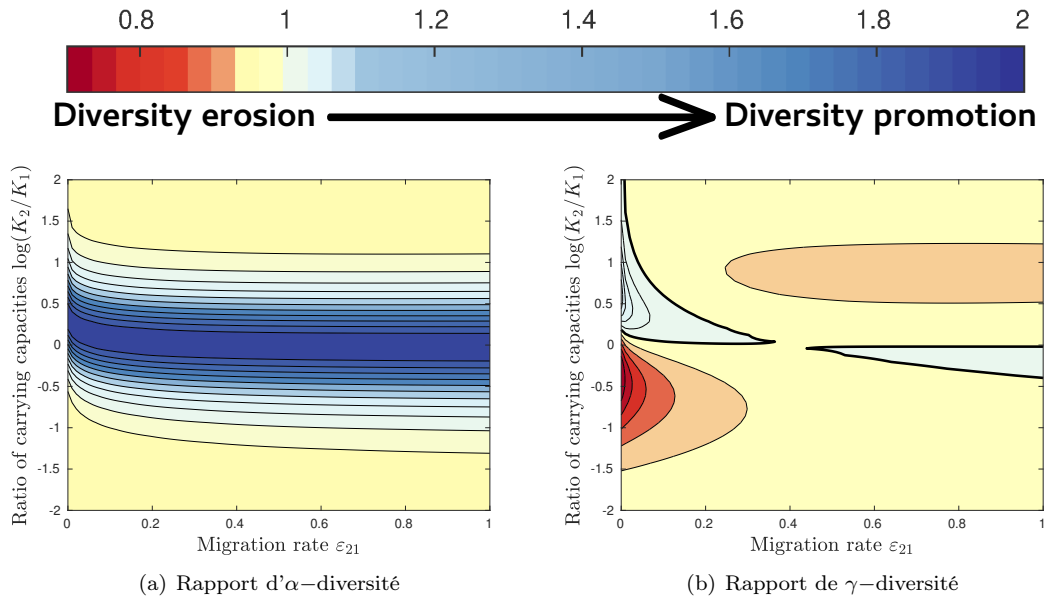 0.8 1 1.2 1.4 1.6 1.8 2
Diversity erosion Diversity promotion
Ratio of carrying capacities log(K₂/K₁)
2
1.5
1
0.5
0
-0.5
-1
-1.5
-2
0 0.2 0.4 0.6 0.8 1
Migration rate ε₂₁
(a) Rapport d'α−diversité
Ratio of carrying capacities log(K₂/K₁)
2
1.5
1
0.5
0
-0.5
-1
-1.5
-2
0 0.2 0.4 0.6 0.8 1
Migration rate ε₂₁
(b) Rapport de γ−diversité